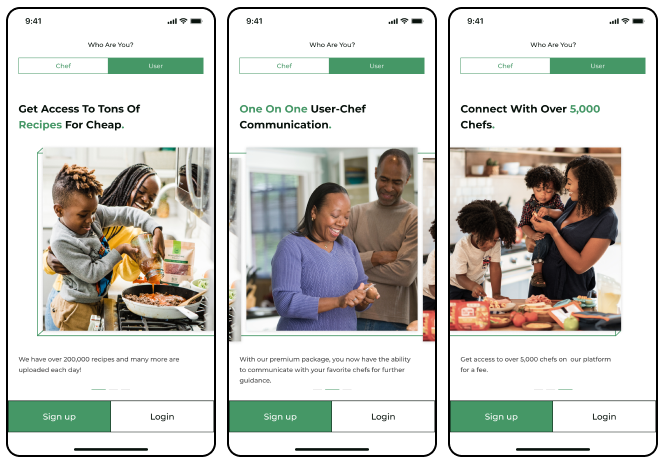 9:41
Who Are You?
Chef
User
Get Access To Tons Of
Recipes For Cheap.
We have over 200,000 recipes and many more are
uploaded each day!
Sign up
Login
9:41
Who Are You?
Chef
User
One On One User-Chef
Communication.
With our premium package, you now have the ability
to communicate with your favorite chefs for further
guidance.
Sign up
Login
9:41
Who Are You?
Chef
User
Connect With Over 5,000
Chefs.
Get access to over 5,000 chefs on our platform
for a fee.
Sign up
Login